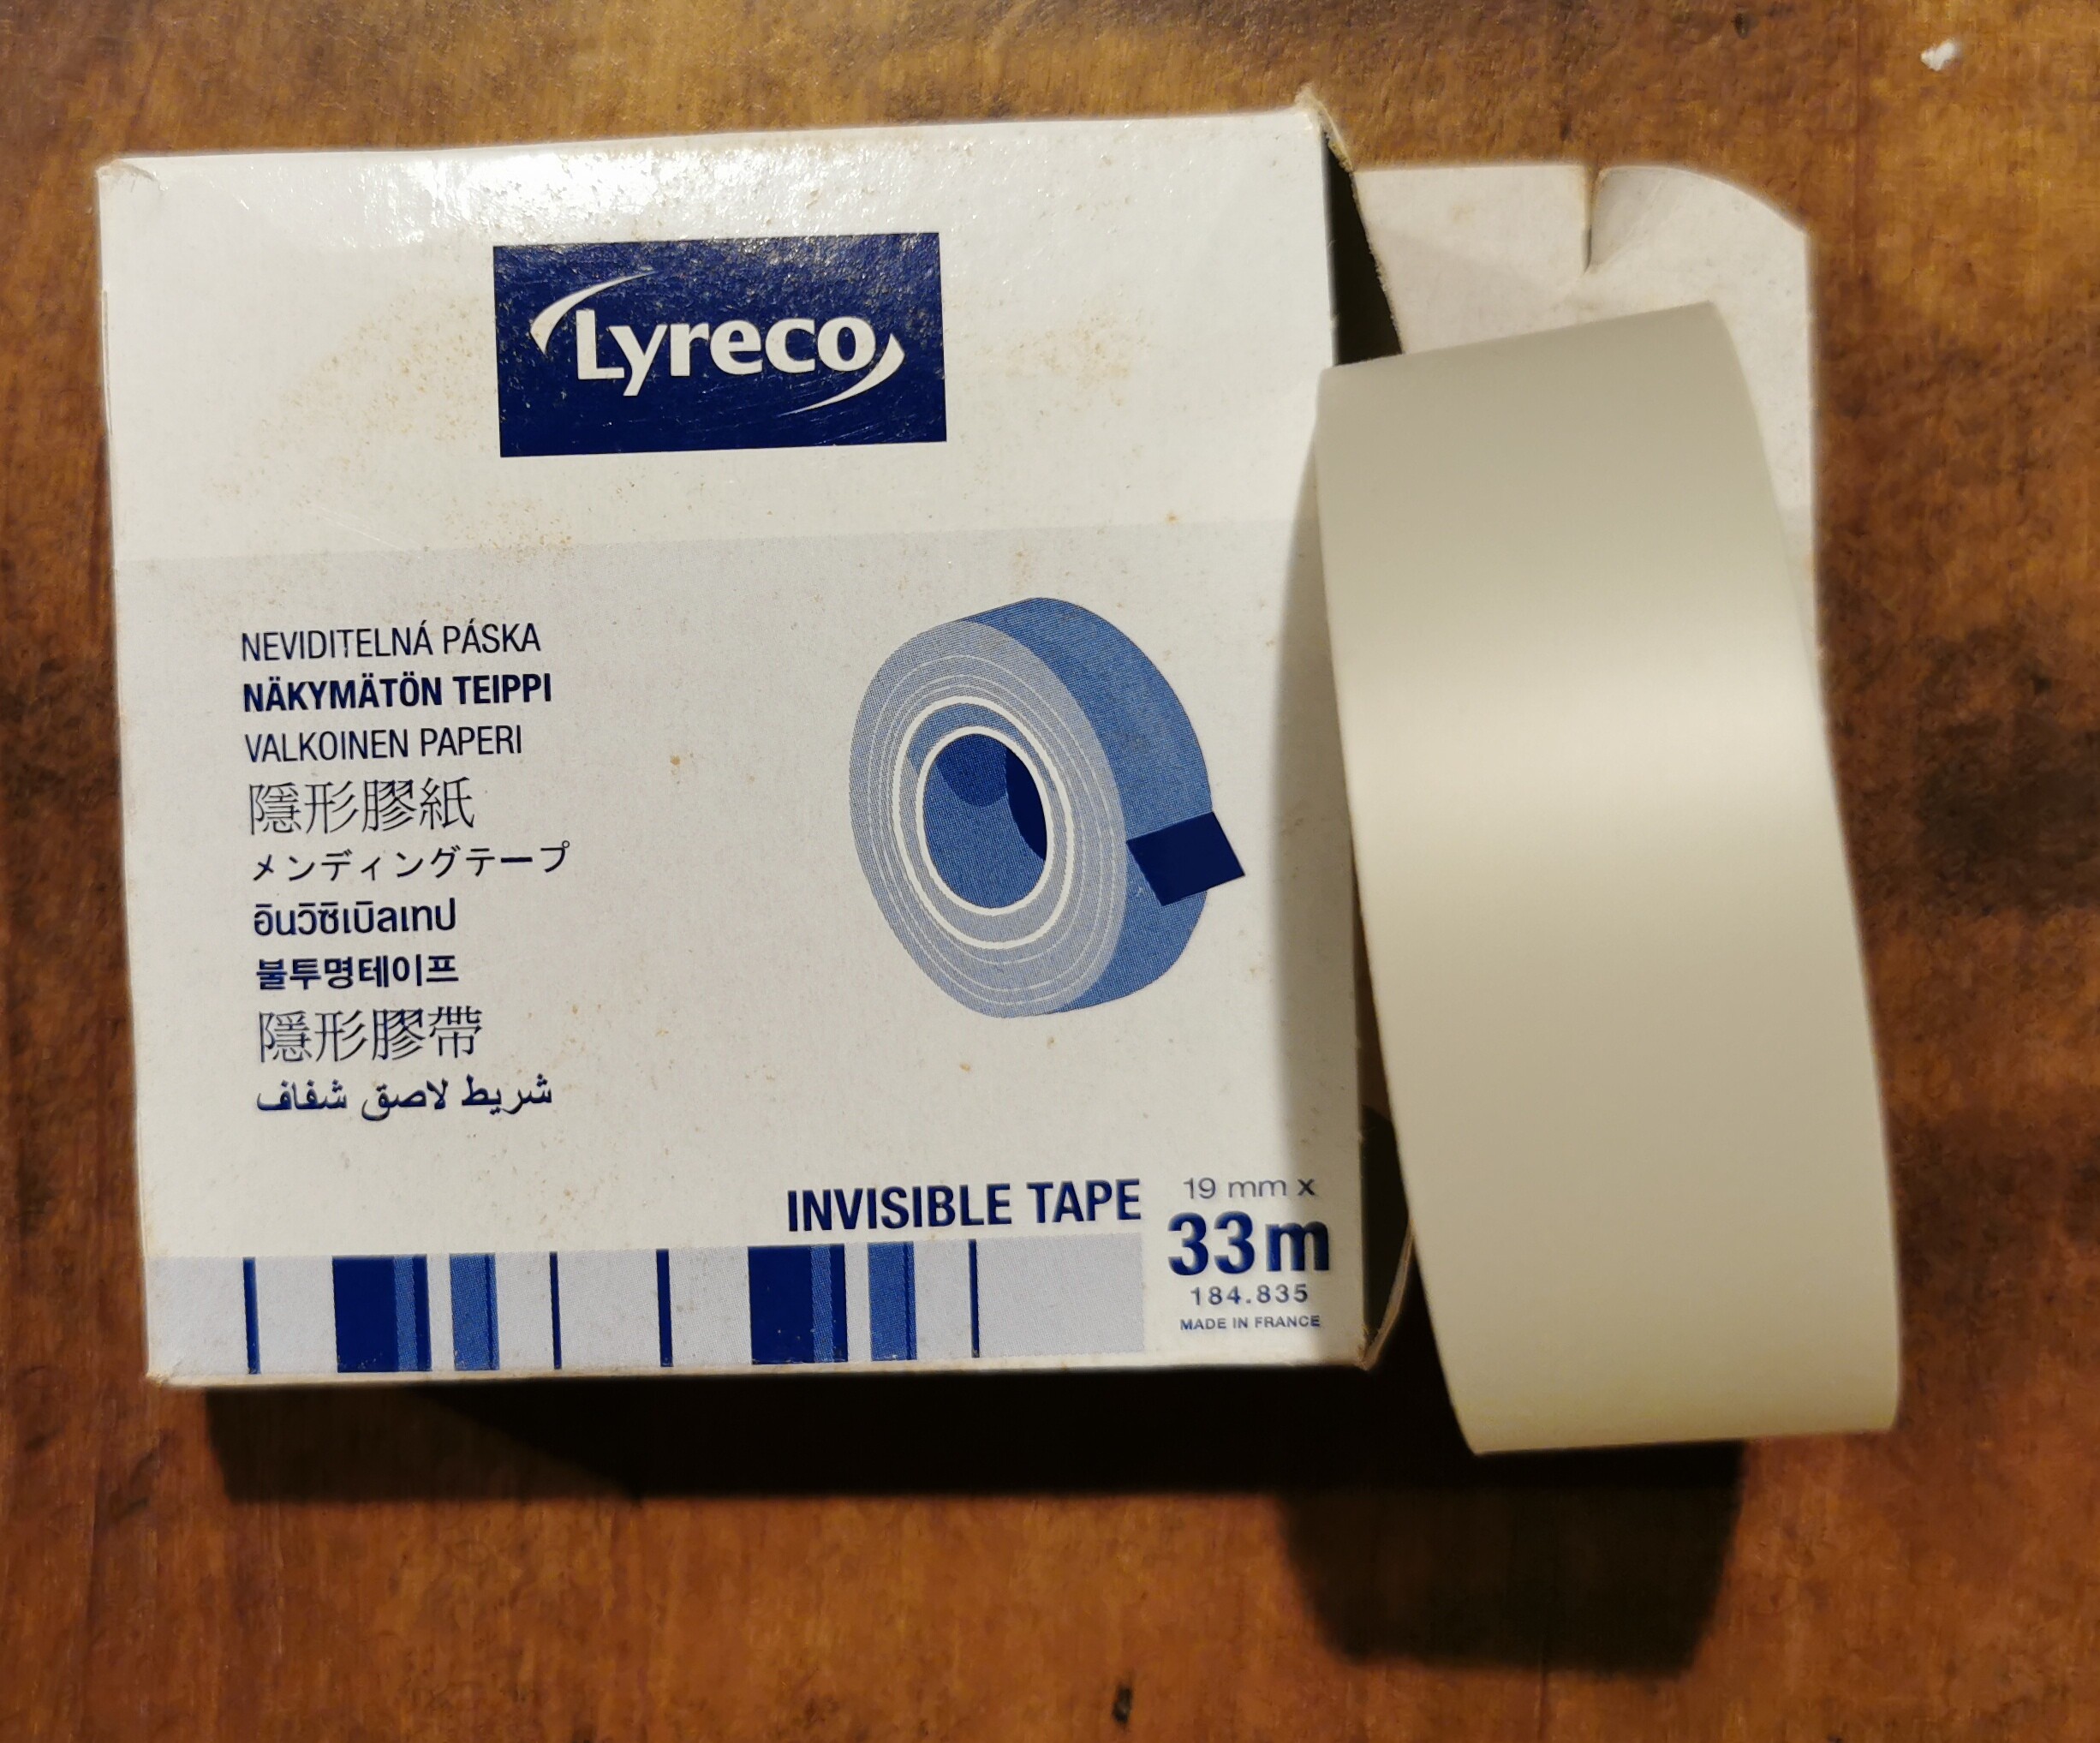 Lyreco
NEVIDITELNÁ PÁSKA
NÄKYMÄTÖN TEIPPI
VALKOINEN PAPERI
隱形膠紙
メンディングテープ
อินวิซิเบิลเทป
불투명테이프
隱形膠帶
شريط لاصق شفاف
INVISIBLE TAPE
19 mm x
33m
184.835
MADE IN FRANCE